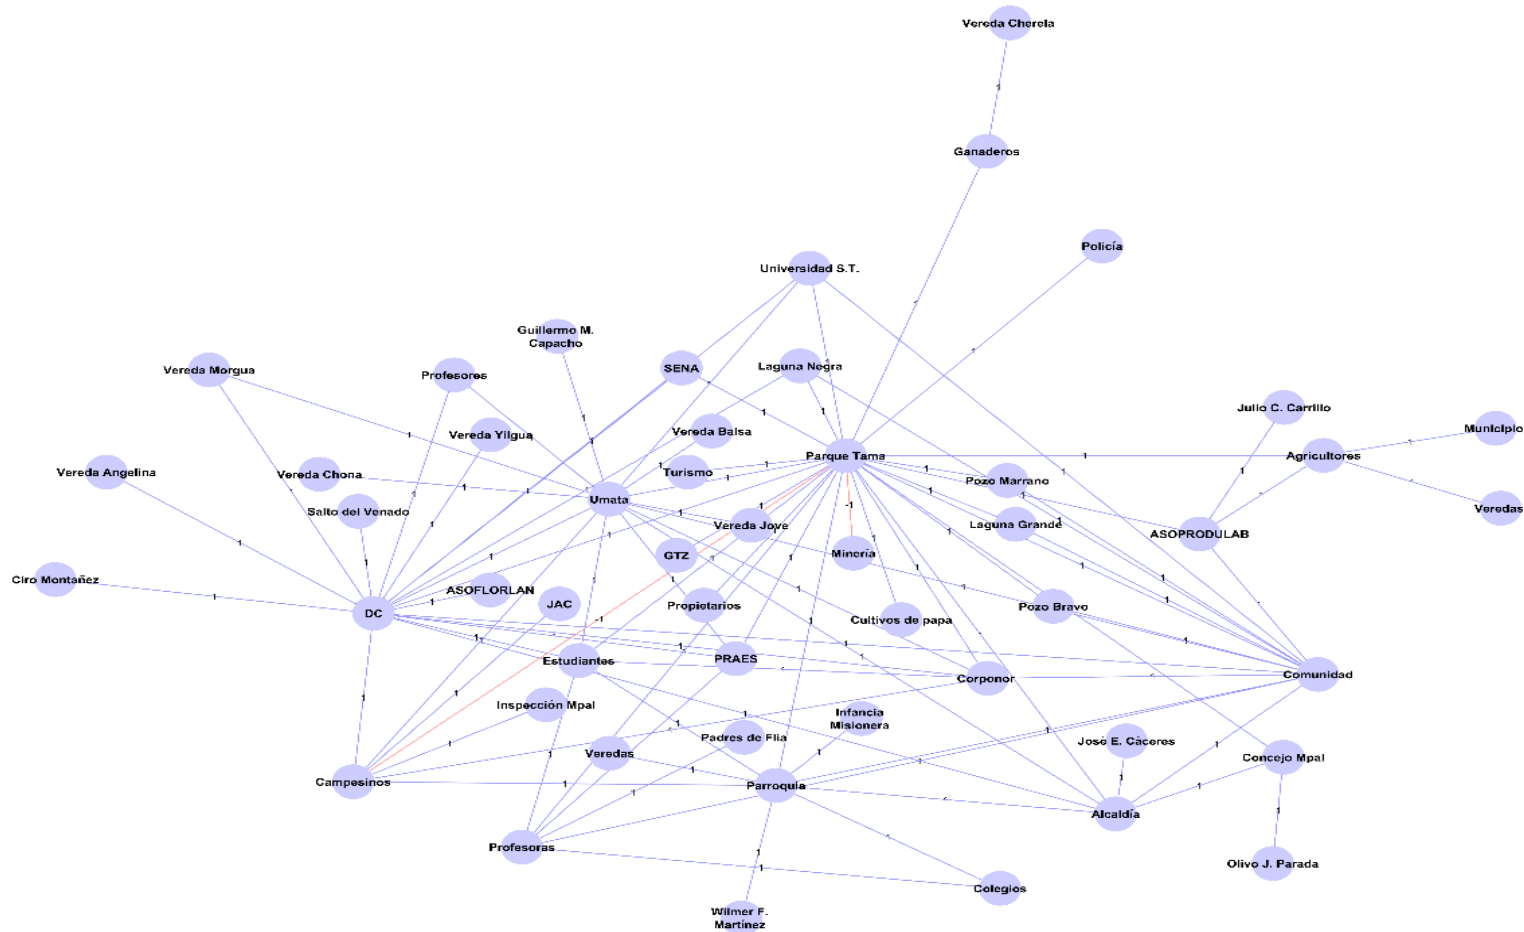 Vereda Cherela
Ganaderos
Policía
Universidad S.T.
Guillermo M.
Capacho
Vereda Morgua
Profesores
SENA
Laguna Negra
Julio C. Carrillo
Municipio
Vereda Yilgua
Vereda Balsa
Vereda Angelina
Vereda Chona
Turismo
Parque Tama
Agricultores
Pozo Marrano
Umata
Salto del Venado
Vereda Jove
Laguna Grande
Veredas
ASOPRODULAB
GTZ
Minería
Ciro Montañez
ASOFLORLAN
JAC
DC
Propietarios
Cultivos de papa
Pozo Bravo
Estudiantes
PRAES
Corponor
Comunidad
Inspección Mpal
Infancia
Misionera
Padres de Flia
José E. Cáceres
Veredas
Concejo Mpal
Campesinos
Parroquia
Alcaldía
Profesoras
Olivo J. Parada
Colegios
Wilmer F.
Martínez
1
-1
-1